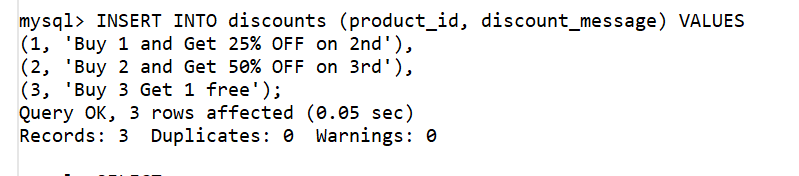 mysql> INSERT INTO discounts (product_id, discount_message) VALUES
(1, 'Buy 1 and Get 25% OFF on 2nd'),
(2, 'Buy 2 and Get 50% OFF on 3rd'),
(3, 'Buy 3 Get 1 free');
Query OK, 3 rows affected (0.05 sec)
Records: 3  Duplicates: 0  Warnings: 0